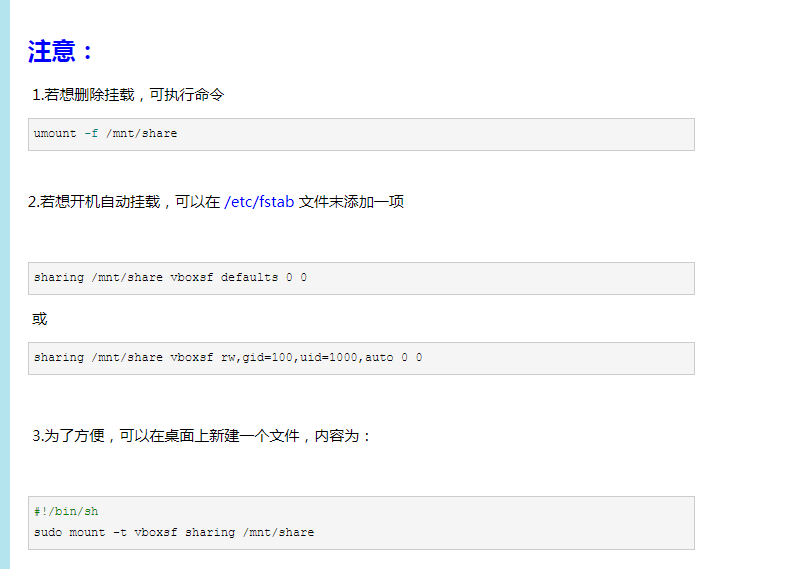 注意：
1.若想删除挂载，可执行命令
umount -f /mnt/share
2.若想开机自动挂载，可以在 /etc/fstab 文件末添加一项
sharing /mnt/share vboxsf defaults 0 0
或
sharing /mnt/share vboxsf rw,gid=100,uid=1000,auto 0 0
3.为了方便，可以在桌面上新建一个文件，内容为：
#!/bin/sh
sudo mount -t vboxsf sharing /mnt/share